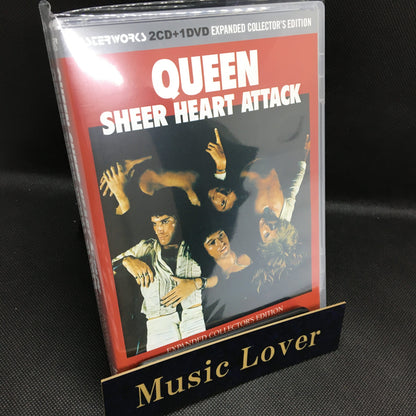 2CD+1DVD EXPANDED COLLECTOR'S EDITION
QUEEN
SHEER HEART ATTACK
EXPANDED COLLECTOR'S EDITION
Music Lover